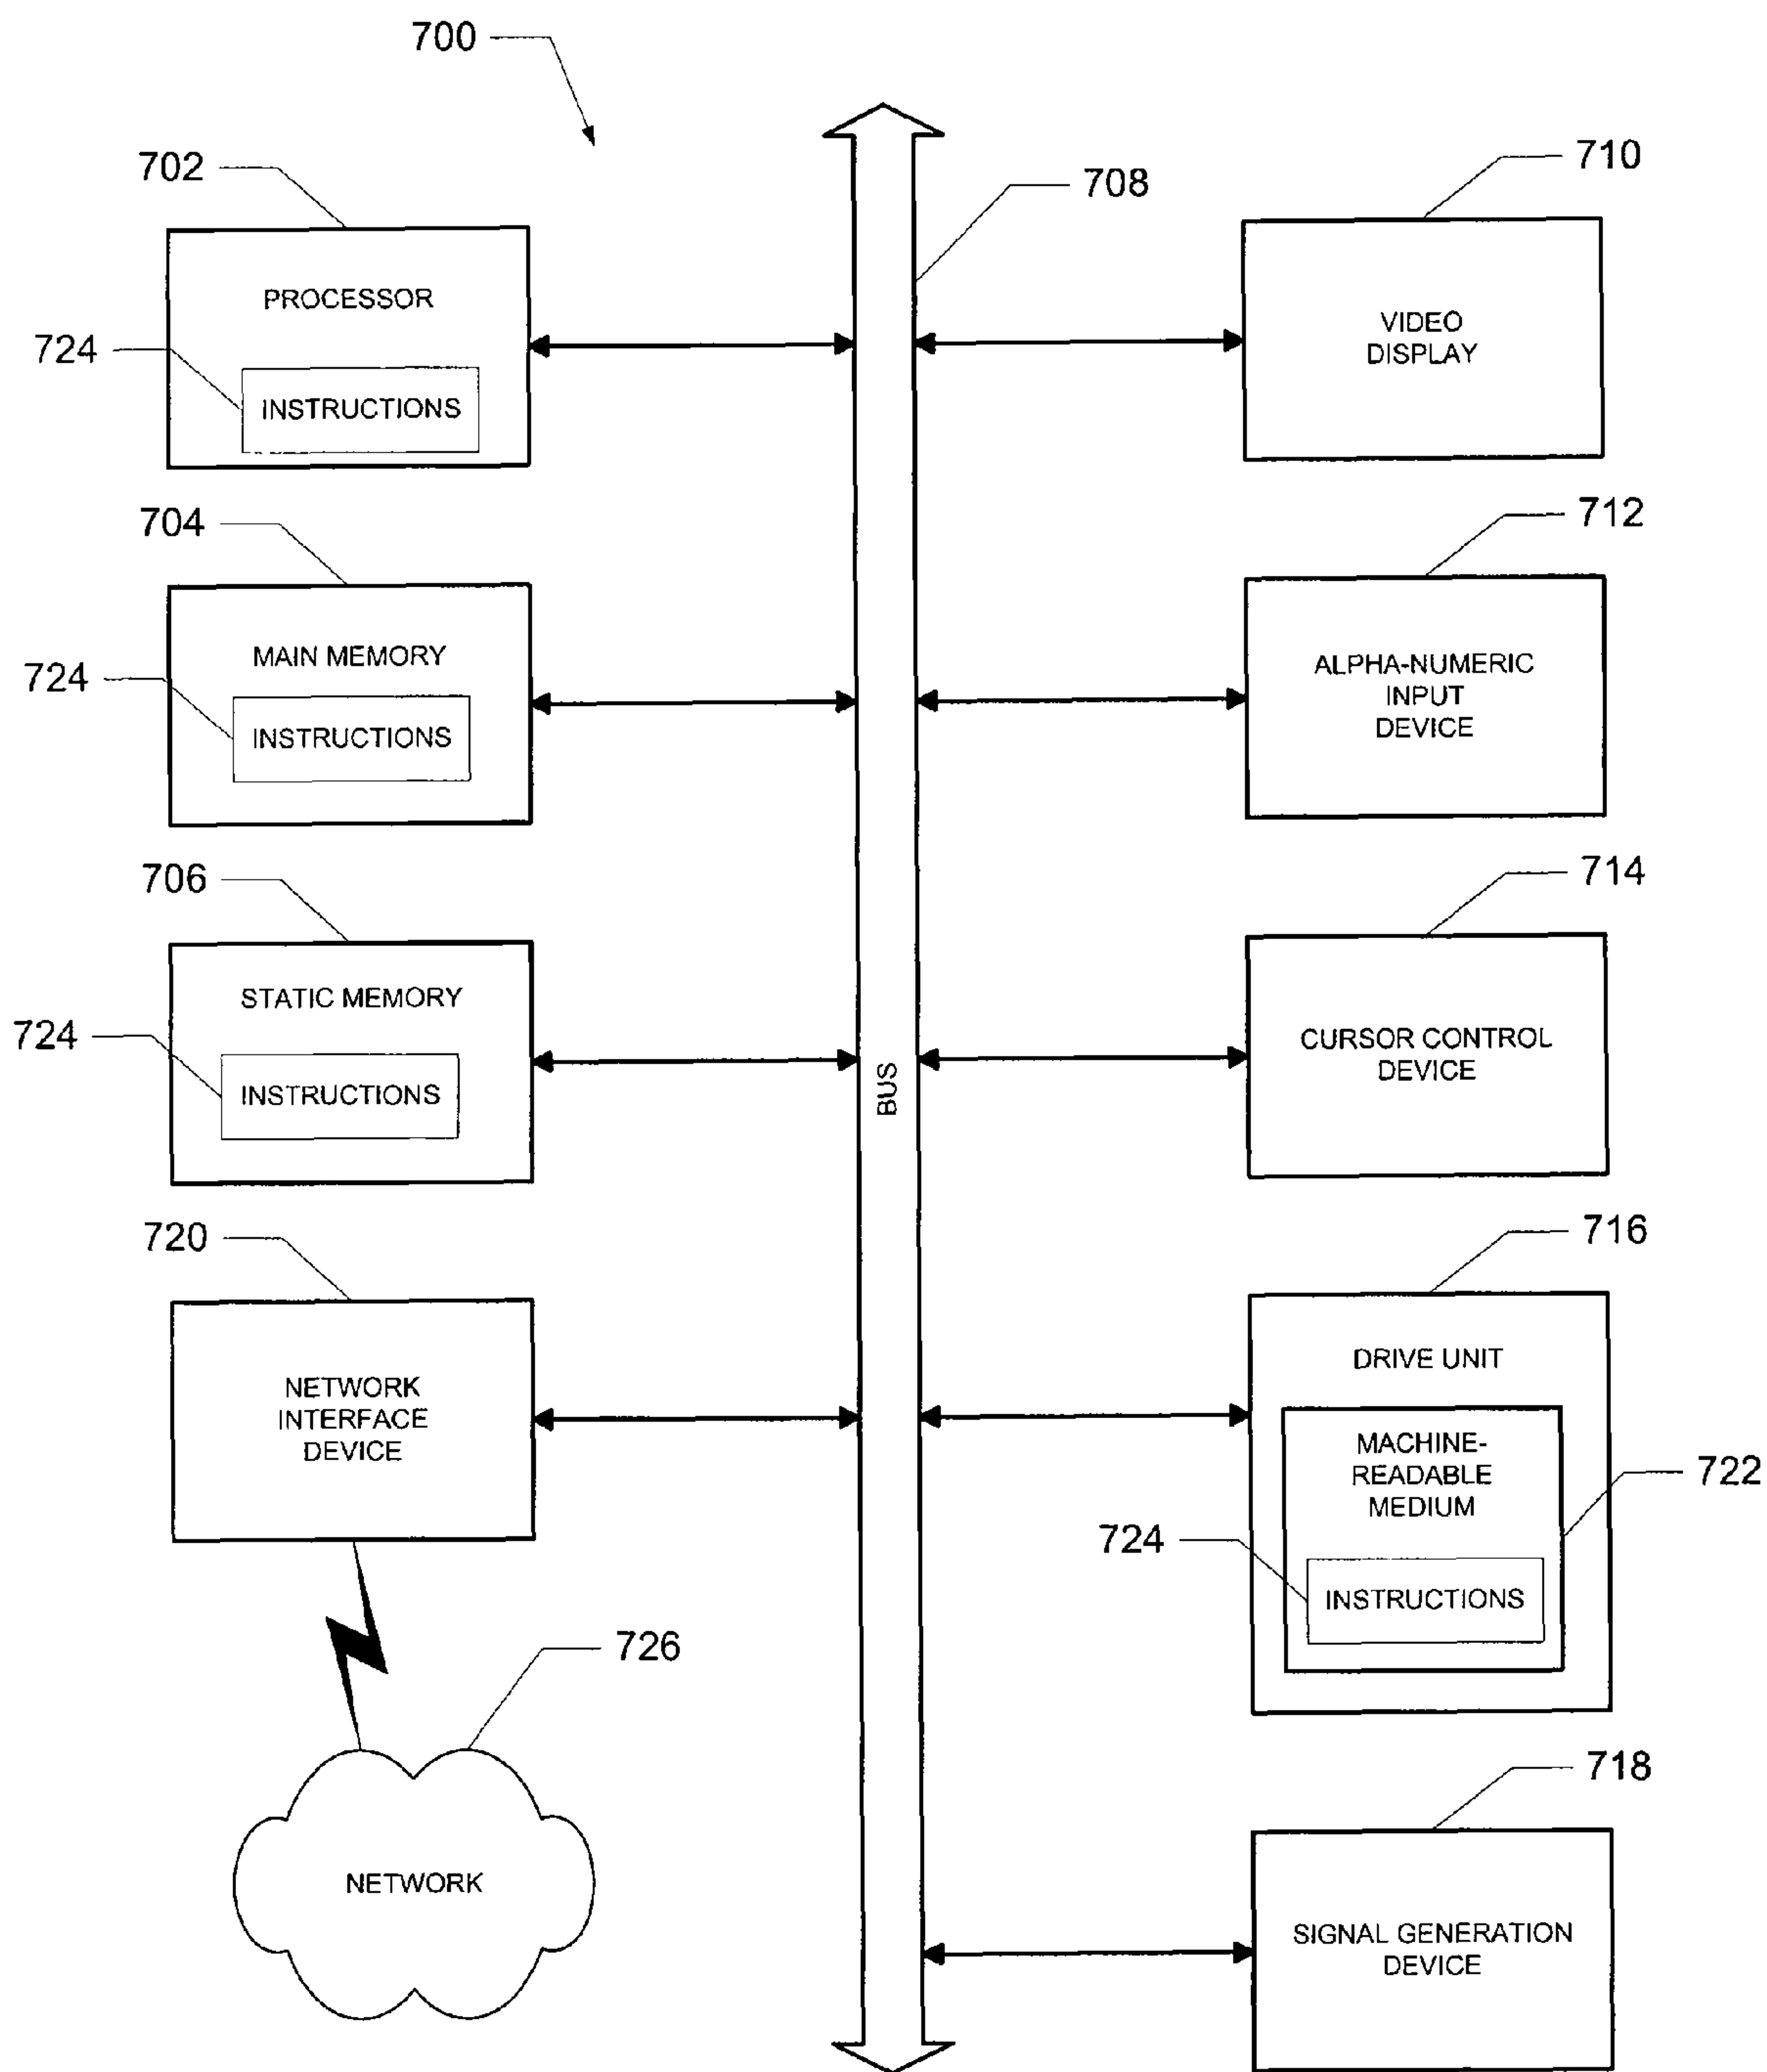 700
702
708
710
PROCESSOR
724
INSTRUCTIONS
VIDEO
DISPLAY
704
712
MAIN MEMORY
724
INSTRUCTIONS
ALPHA-NUMERIC
INPUT
DEVICE
706
714
STATIC MEMORY
724
INSTRUCTIONS
BUS
CURSOR CONTROL
DEVICE
720
716
NETWORK
INTERFACE
DEVICE
DRIVE UNIT
MACHINE-
READABLE
MEDIUM
722
724
INSTRUCTIONS
726
NETWORK
718
SIGNAL GENERATION
DEVICE